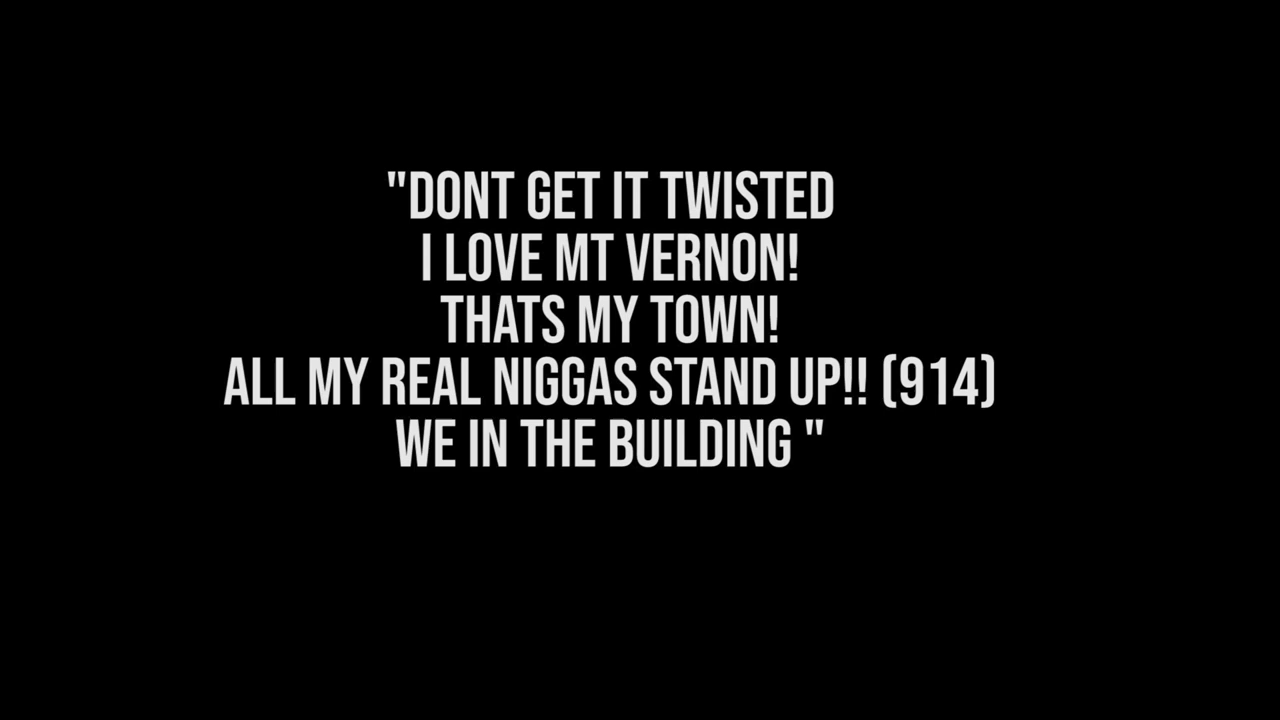 "DONT GET IT TWISTED
I LOVE MT VERNON!
THATS MY TOWN!
ALL MY REAL NIGGAS STAND UP!! (914)
WE IN THE BUILDING "